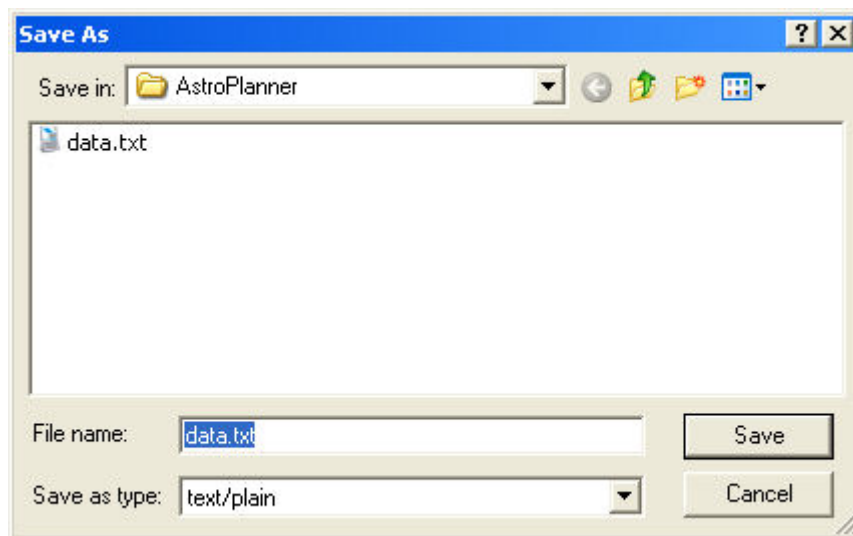 Save As
Save in: AstroPlanner
data.txt
File name: data.txt
Save
Save as type: text/plain
Cancel